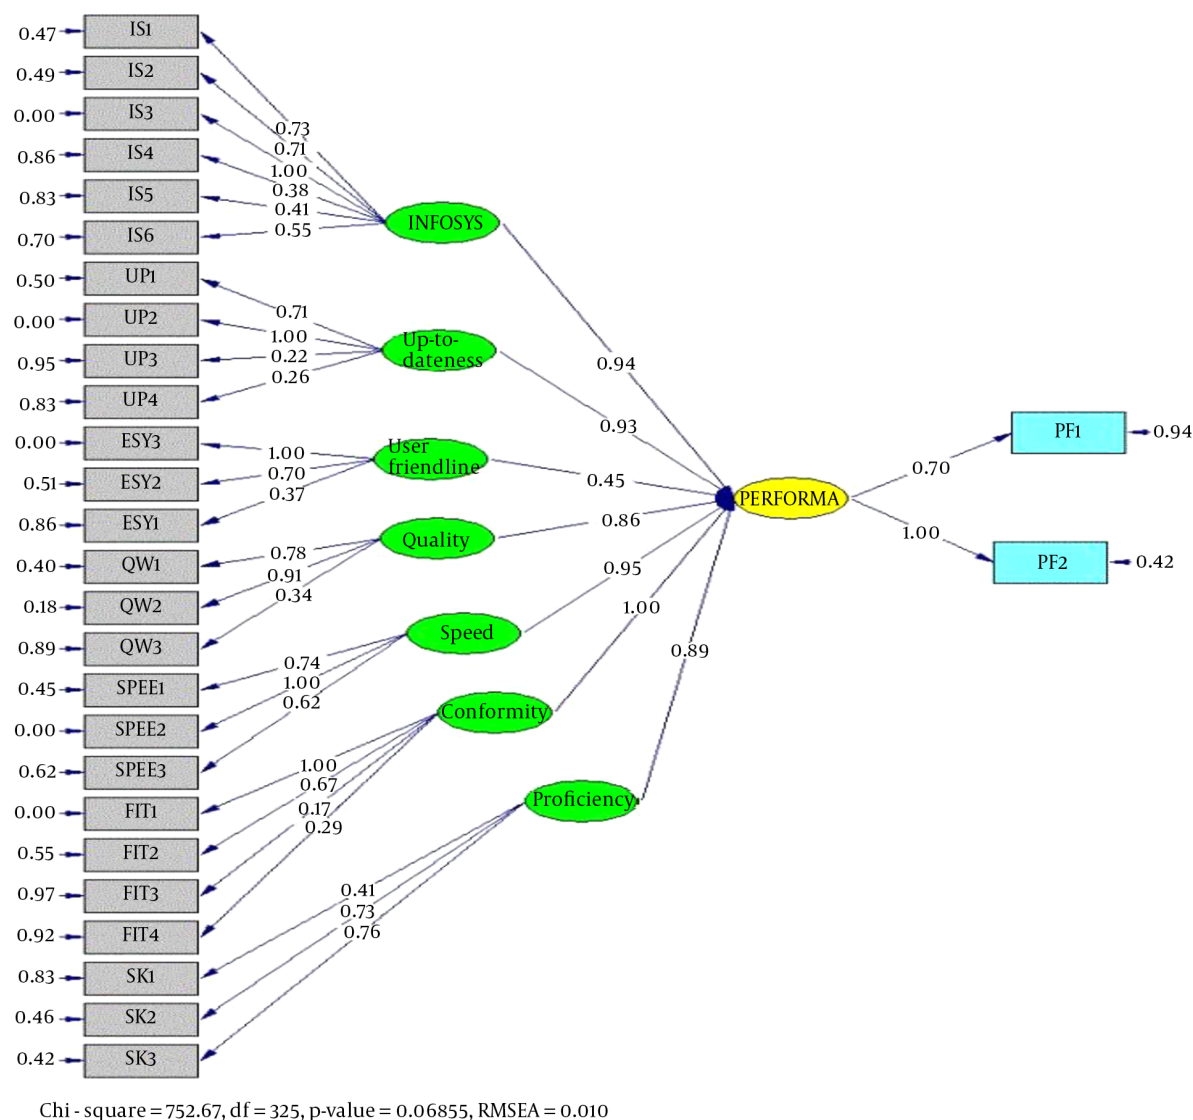 0.47 IS1
0.49 IS2
0.00 IS3
0.86 IS4
0.83 IS5
0.70 IS6
0.50 UP1
0.00 UP2
0.95 UP3
0.83 UP4
0.00 ESY3
0.51 ESY2
0.86 ESY1
0.40 QW1
0.18 QW2
0.89 QW3
0.45 SPEE1
0.00 SPEE2
0.62 SPEE3
0.00 FIT1
0.55 FIT2
0.97 FIT3
0.92 FIT4
0.83 SK1
0.46 SK2
0.42 SK3
0.73
0.71
1.00
0.38
0.41
0.55
0.71
1.00
0.22
0.26
1.00
0.70
0.37
0.78
0.91
0.34
0.74
1.00
0.62
1.00
0.67
0.17
0.29
0.41
0.73
0.76
INFOSYS
Up-to-
dateness
User
friendline
Quality
Speed
Conformity
Proficiency
0.94
0.93
0.45
0.86
0.95
1.00
0.89
PERFORMA
0.70
1.00
PF1 0.94
PF2 0.42
Chi - square = 752.67, df = 325, p-value = 0.06855, RMSEA = 0.010